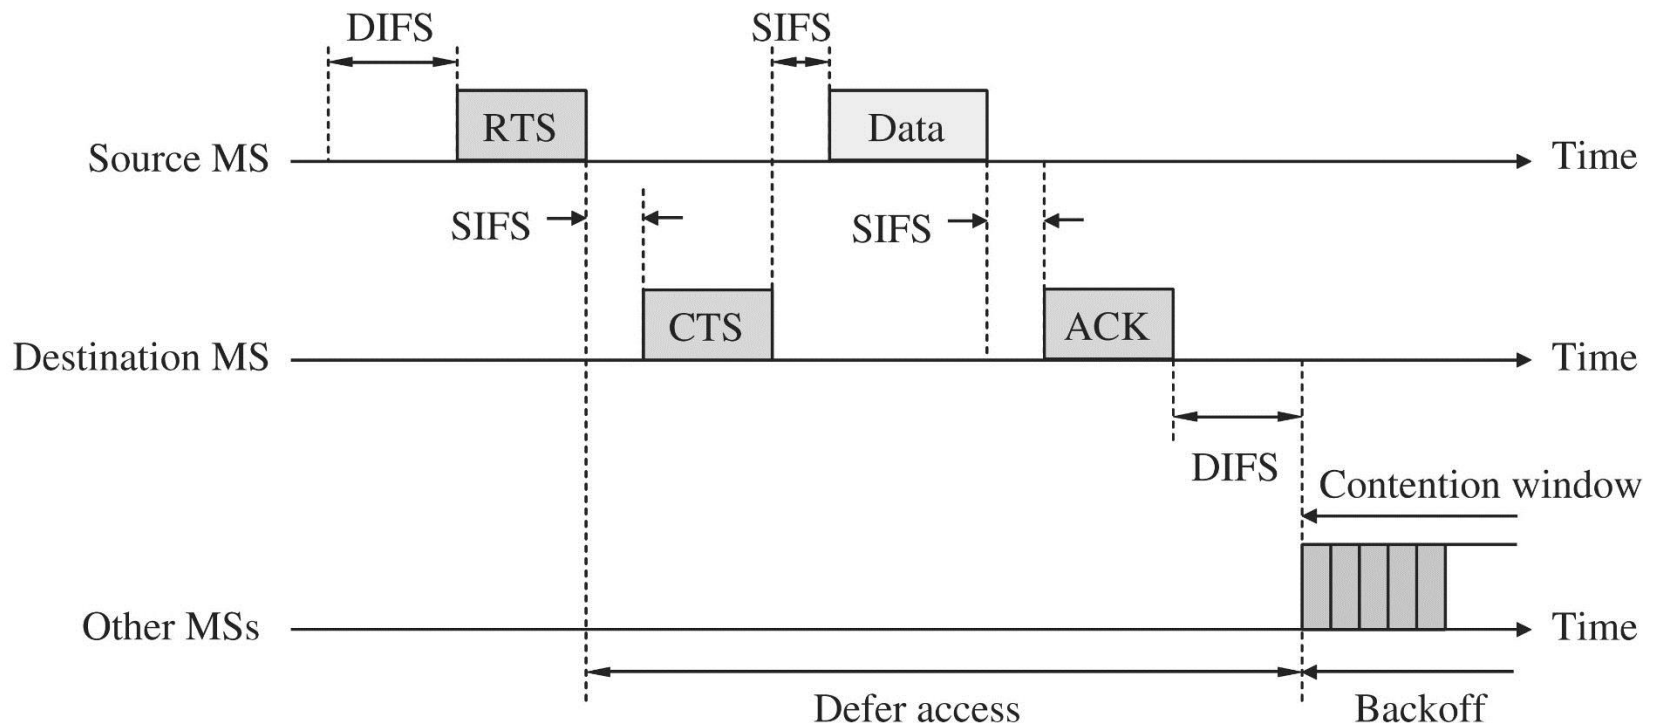 DIFS
SIFS
RTS
Data
Source MS
Time
SIFS
SIFS
CTS
ACK
Destination MS
Time
DIFS
Contention window
Other MSs
Time
Defer access
Backoff